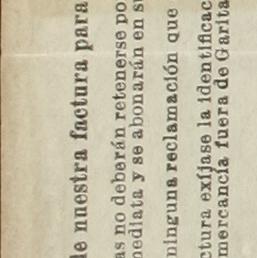 le nuestra factura para
as no deberán retenerse po
nediata y se abonarán en s
ninguna reclamación que
ctura exíjase la identificac
mercancía fuera de Garita